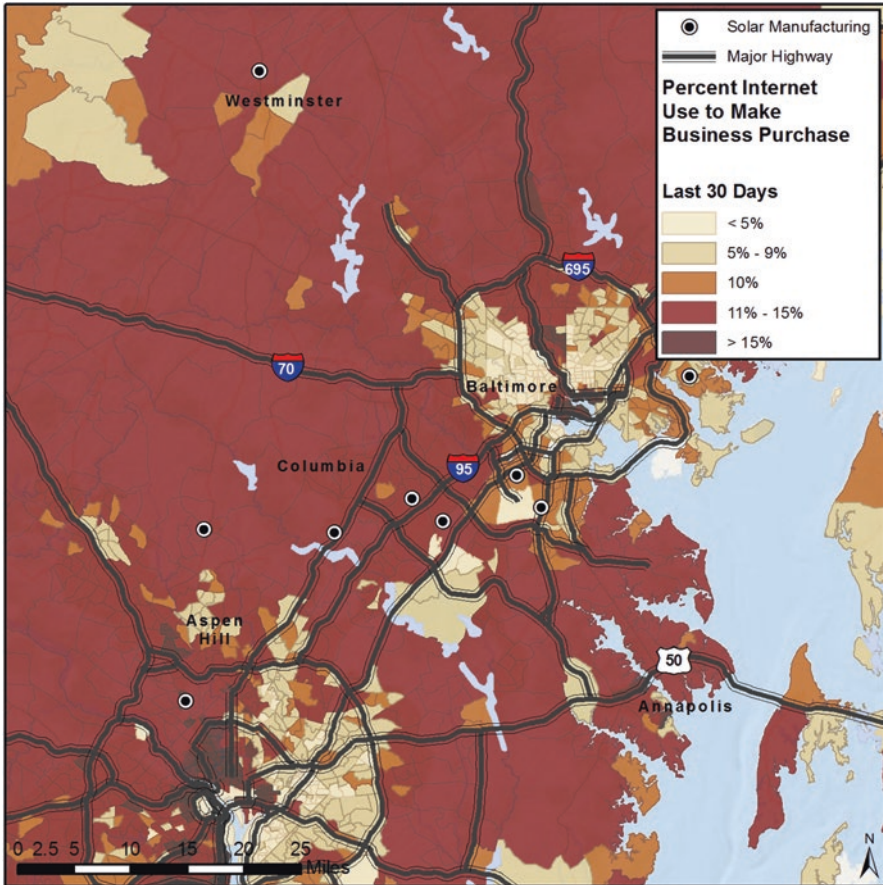 Solar Manufacturing
Major Highway
Percent Internet
Use to Make
Business Purchase
Last 30 Days
< 5%
5% - 9%
10%
11% - 15%
> 15%
Westminster
695
70
Baltimore
Columbia
95
Aspen
Hill
50
Annapolis
0 2.5 5 10 15 20 25
Miles
N